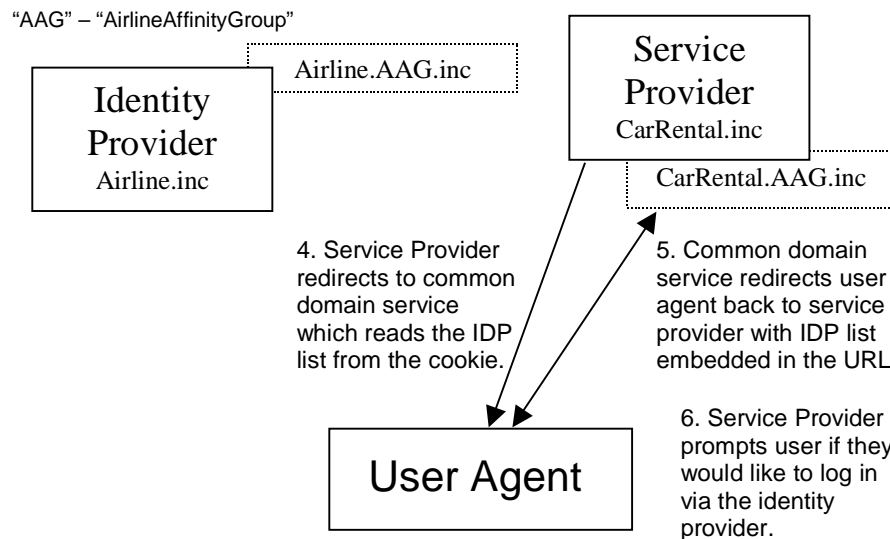 “AAG” – “AirlineAffinityGroup”
Airline.AAG.inc
Identity
Provider
Airline.inc
Service
Provider
CarRental.inc
CarRental.AAG.inc
4. Service Provider
redirects to common
domain service
which reads the IDP
list from the cookie.
5. Common domain
service redirects user
agent back to service
provider with IDP list
embedded in the URL
6. Service Provider
prompts user if they
would like to log in
via the identity
provider.
User Agent